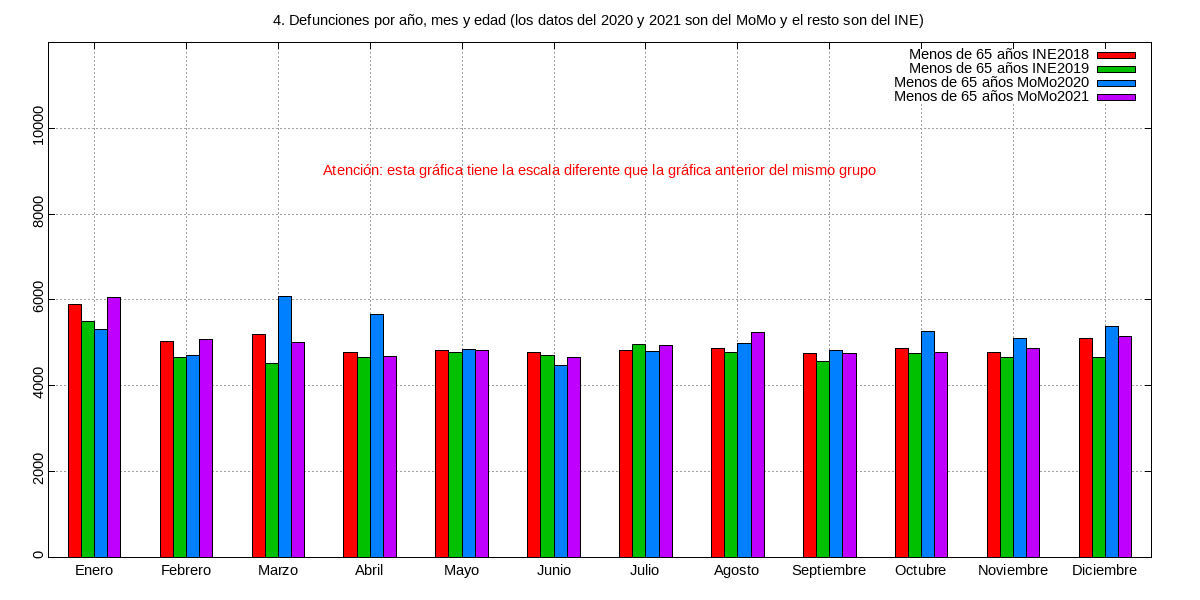 4. Defunciones por año, mes y edad (los datos del 2020 y 2021 son del MoMo y el resto son del INE)
Menos de 65 años INE2018
Menos de 65 años INE2019
Menos de 65 años MoMo2020
Menos de 65 años MoMo2021
Atención: esta gráfica tiene la escala diferente que la gráfica anterior del mismo grupo
10000
8000
6000
4000
2000
0
Enero Febrero Marzo Abril Mayo Junio Julio Agosto Septiembre Octubre Noviembre Diciembre